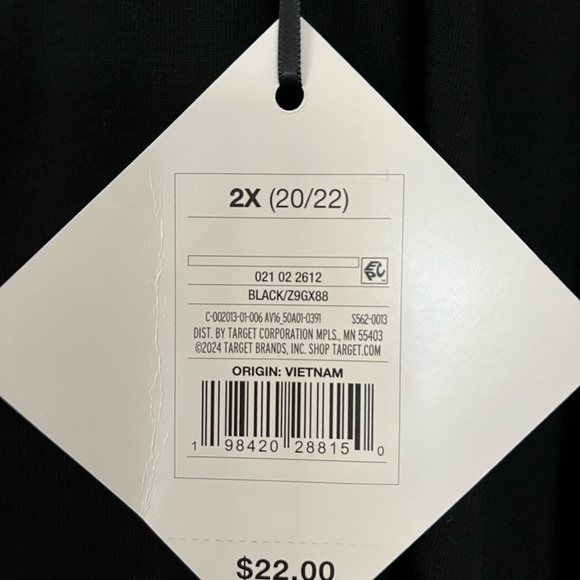 2X (20/22)
EPC
021 02 2612
BLACK/Z9GX88
C-002013-01-006 AV16_50A01-0391 S562-0013
DIST. BY TARGET CORPORATION MPLS., MN 55403
©2024 TARGET BRANDS, INC. SHOP TARGET.COM
ORIGIN: VIETNAM
1 98420 28815 0
$22.00